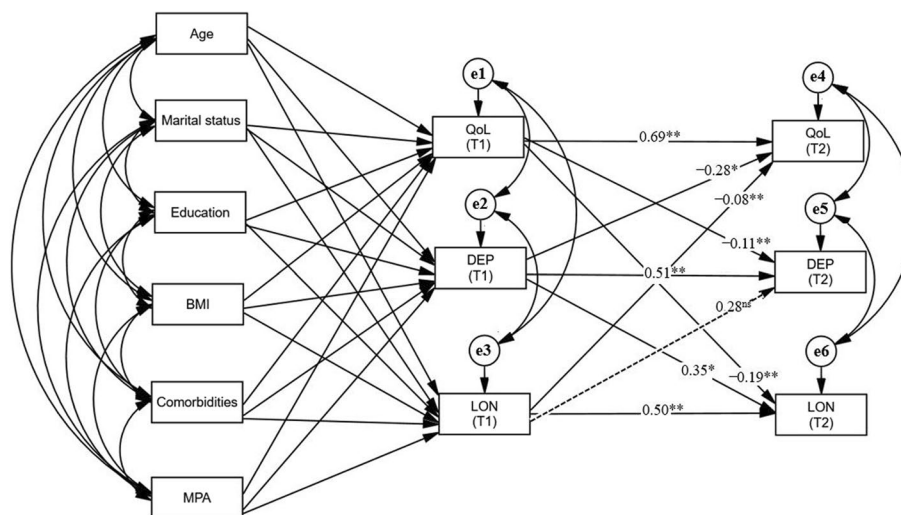 Age
Marital status
Education
BMI
Comorbidities
MPA
e1
QoL
(T1)
e2
DEP
(T1)
e3
LON
(T1)
0.69**
−0.28*
−0.08**
−0.11**
0.51**
0.28ns
0.35*
−0.19**
0.50**
e4
QoL
(T2)
e5
DEP
(T2)
e6
LON
(T2)